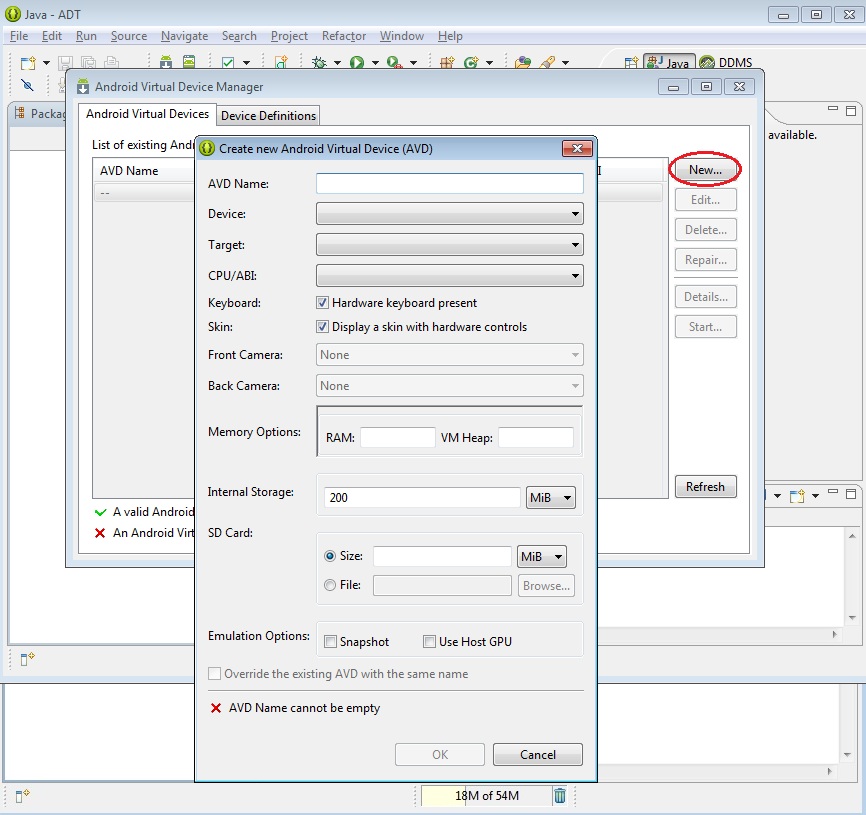 Java - ADT
File Edit Run Source Navigate Search Project Refactor Window Help
Java DDMS
Android Virtual Device Manager
Packag
Android Virtual Devices Device Definitions
available.
List of existing Andr
AVD Name
I
--
New...
Edit...
Delete...
Repair...
Details...
Start...
Refresh
A valid Android
An Android Virt
Create new Android Virtual Device (AVD)
AVD Name:
Device:
Target:
CPU/ABI:
Keyboard: Hardware keyboard present
Skin: Display a skin with hardware controls
Front Camera: None
Back Camera: None
Memory Options: RAM: VM Heap:
Internal Storage: 200 MiB
SD Card:
Size: MiB
File: Browse...
Emulation Options: Snapshot Use Host GPU
Override the existing AVD with the same name
AVD Name cannot be empty
OK Cancel
18M of 54M